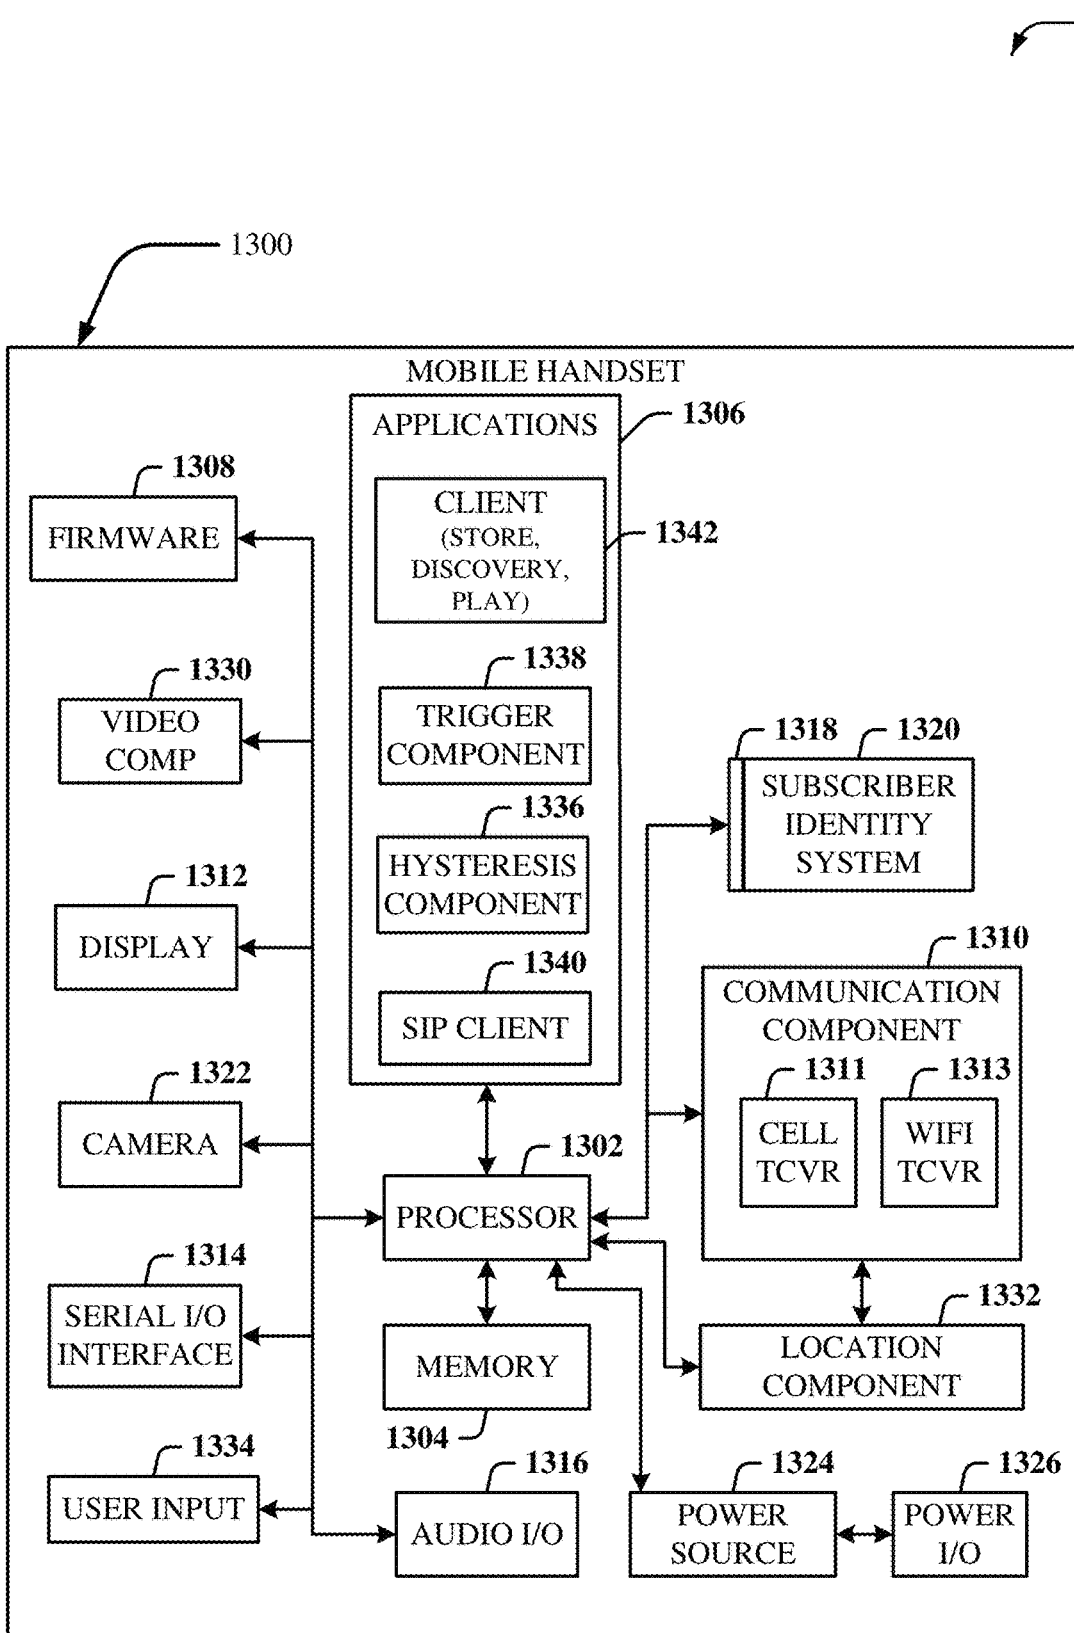 1300
MOBILE HANDSET
APPLICATIONS
1306
CLIENT
(STORE,
DISCOVERY,
PLAY)
1342
1308
FIRMWARE
1338
TRIGGER
COMPONENT
1330
VIDEO
COMP
1336
HYSTERESIS
COMPONENT
1318
1320
SUBSCRIBER
IDENTITY
SYSTEM
1312
DISPLAY
1340
SIP CLIENT
1310
COMMUNICATION
COMPONENT
1311
CELL
TCVR
1313
WIFI
TCVR
1322
CAMERA
1302
PROCESSOR
1314
SERIAL I/O
INTERFACE
MEMORY
1304
1332
LOCATION
COMPONENT
1334
USER INPUT
1316
AUDIO I/O
1324
POWER
SOURCE
1326
POWER
I/O